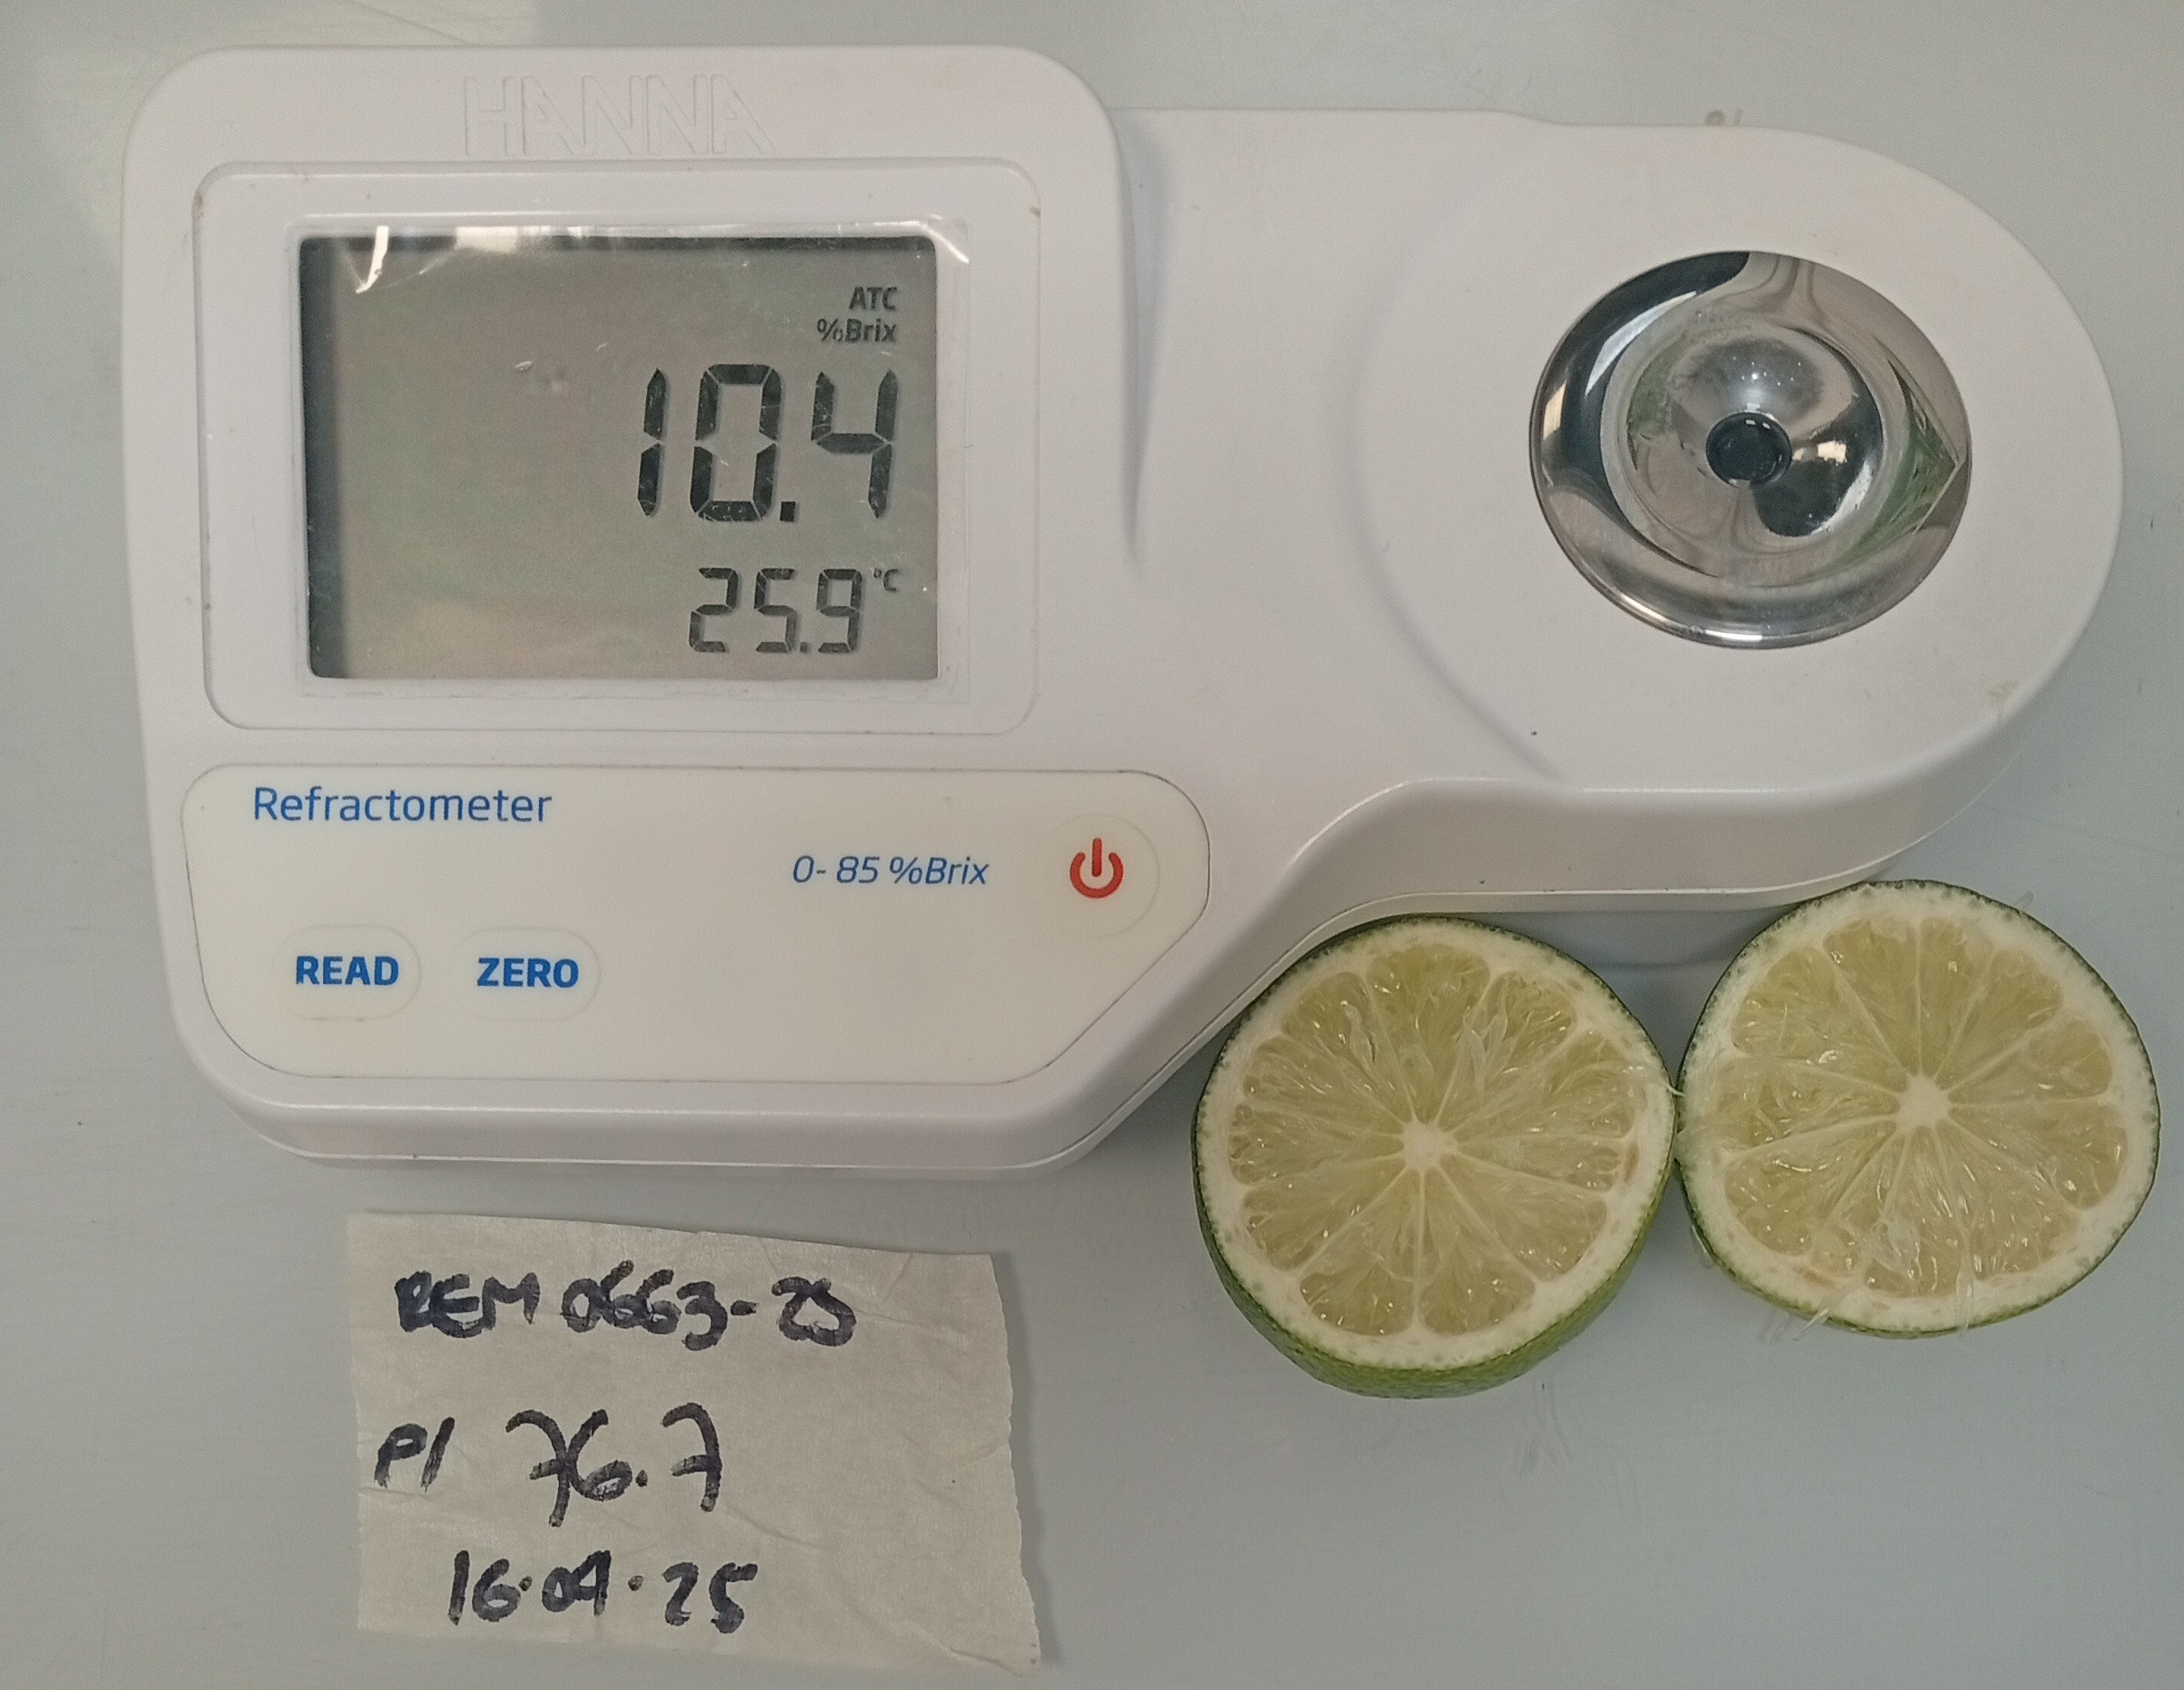 HANNA
ATC
%Brix
10.4
25.9 °C
Refractometer
0-85 %Brix
READ ZERO
REM 0663-25
P1 76.7
16.04.25